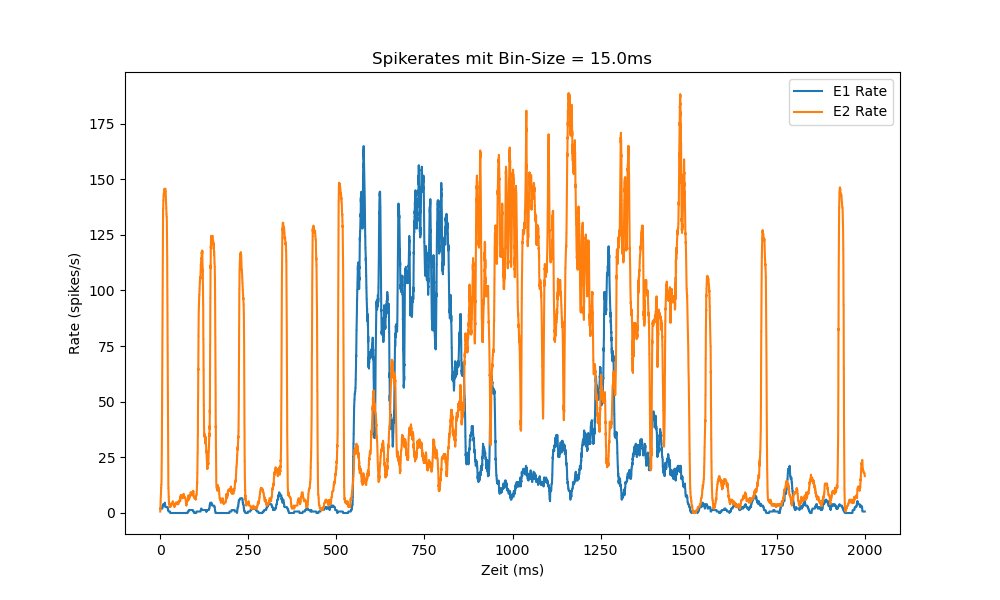 Spikerates mit Bin-Size = 15.0ms
E1 Rate
E2 Rate
Rate (spikes/s)
175
150
125
100
75
50
25
0
0 250 500 750 1000 1250 1500 1750 2000
Zeit (ms)